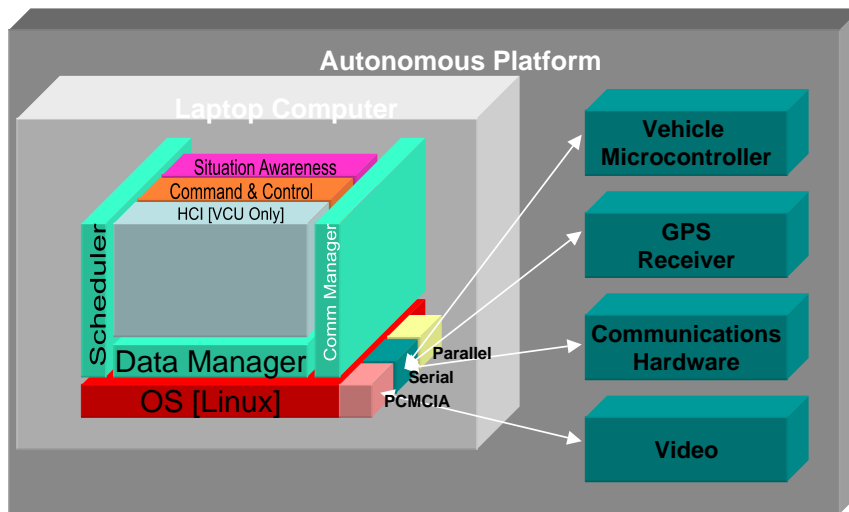 Autonomous Platform
Laptop Computer
Situation Awareness
Command & Control
HCI [VCU Only]
Scheduler
Comm Manager
Data Manager
OS [Linux]
Parallel
Serial
PCMCIA
Vehicle
Microcontroller
GPS
Receiver
Communications
Hardware
Video